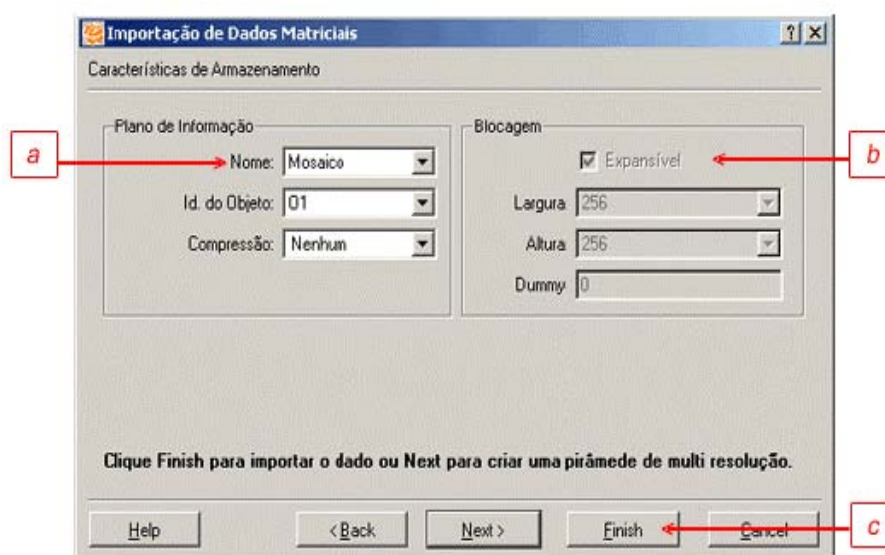 Importação de Dados Matriciais
Características de Armazenamento
Plano de Informação
Nome: Mosaico
Id. do Objeto: O1
Compressão: Nenhum
Blocagem
Expansível
Largura 256
Altura 256
Dummy 0
a
b
Clique Finish para importar o dado ou Next para criar uma pirâmede de multi resolução.
Help
< Back
Next >
Finish
Cancel
c